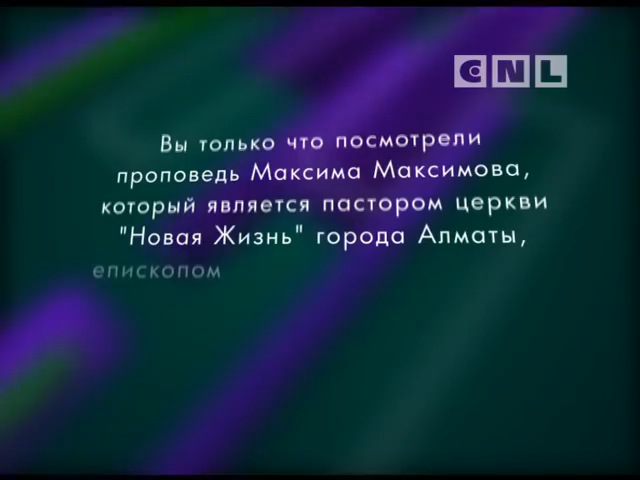 CNL
Вы только что посмотрели
проповедь Максима Максимова,
который является пастором церкви
"Новая Жизнь" города Алматы,
епископом